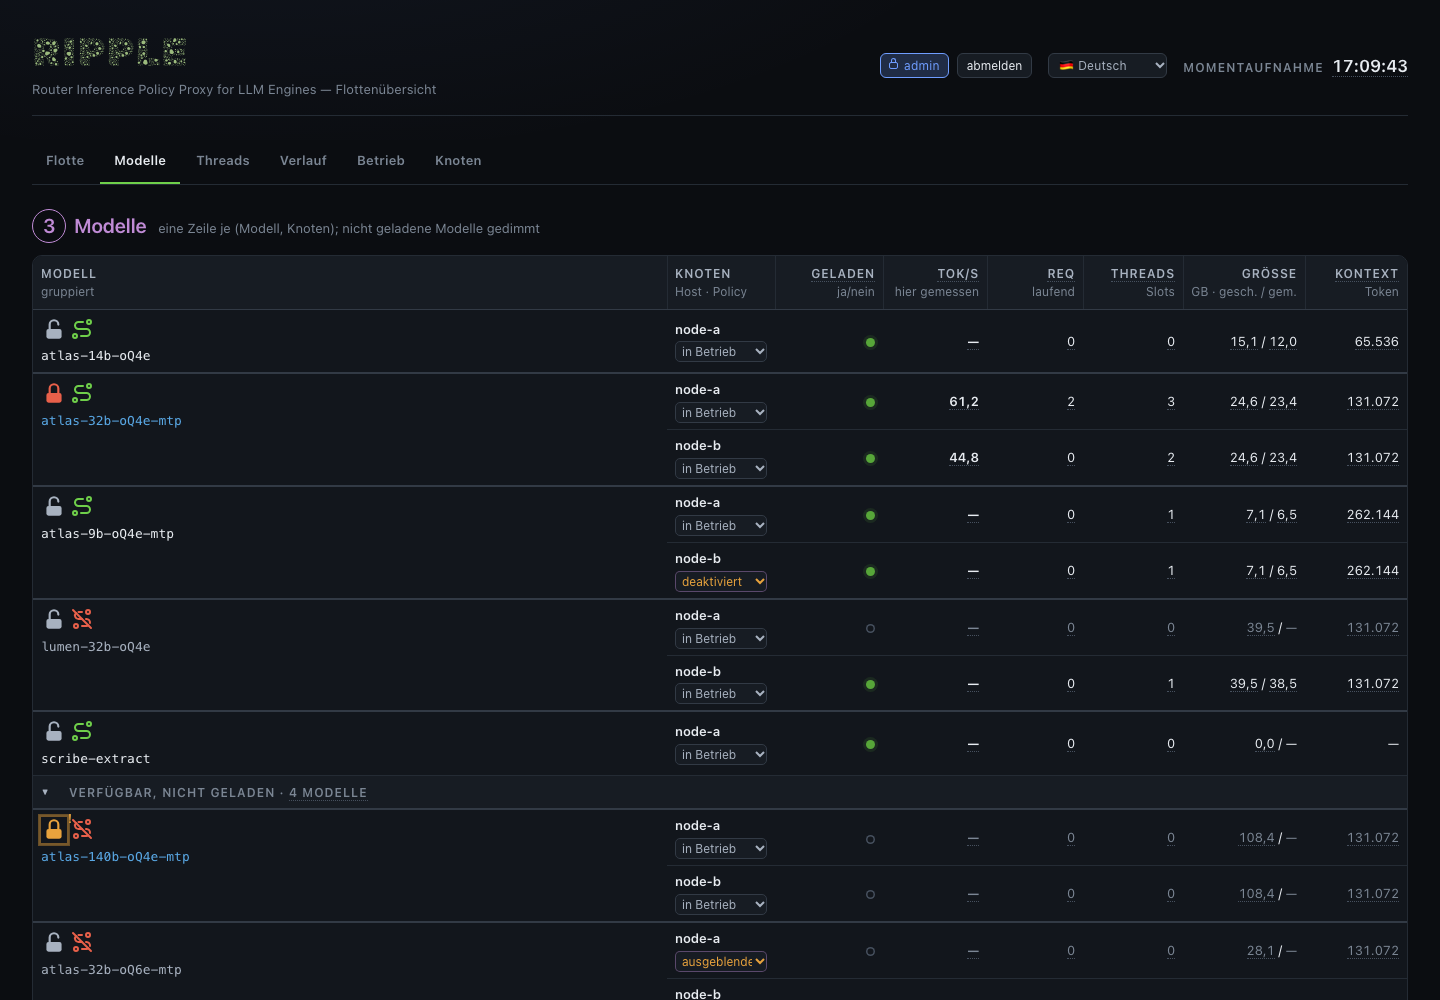 RIPPLE
Router Inference Policy Proxy for LLM Engines — Flottenübersicht
admin
abmelden
Deutsch
MOMENTAUFNAHME 17:09:43
Flotte Modelle Threads Verlauf Betrieb Knoten
3 Modelle eine Zeile je (Modell, Knoten); nicht geladene Modelle gedimmt
MODELL KNOTEN GELADEN TOK/S REQ THREADS GRÖSSE KONTEXT
gruppiert Host · Policy ja/nein hier gemessen laufend Slots GB · gesch. / gem. Token
atlas-14b-oQ4e
node-a
in Betrieb
— 0 0 15,1 / 12,0 65.536
atlas-32b-oQ4e-mtp
node-a
in Betrieb
61,2 2 3 24,6 / 23,4 131.072
node-b
in Betrieb
44,8 0 2 24,6 / 23,4 131.072
atlas-9b-oQ4e-mtp
node-a
in Betrieb
— 0 1 7,1 / 6,5 262.144
node-b
deaktiviert
— 0 1 7,1 / 6,5 262.144
lumen-32b-oQ4e
node-a
in Betrieb
— 0 0 39,5 / — 131.072
node-b
in Betrieb
— 0 1 39,5 / 38,5 131.072
scribe-extract
node-a
in Betrieb
— 0 0 0,0 / — —
▾ VERFÜGBAR, NICHT GELADEN · 4 MODELLE
atlas-140b-oQ4e-mtp
node-a
in Betrieb
— 0 0 108,4 / — 131.072
node-b
in Betrieb
— 0 0 108,4 / — 131.072
atlas-32b-oQ6e-mtp
node-a
ausgeblende
— 0 0 28,1 / — 131.072
node-b